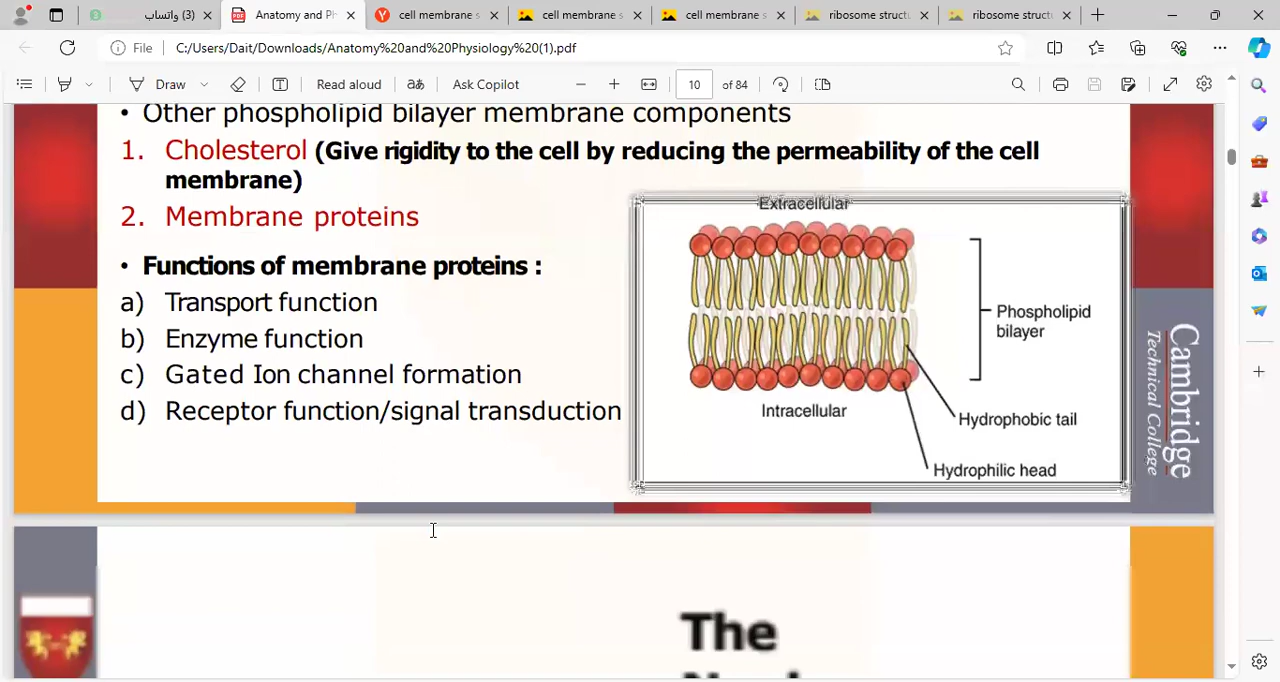 واتساب (3)
Anatomy and Ph
cell membrane s
cell membrane s
cell membrane s
ribosome structu
ribosome structu
File
C:/Users/Dait/Downloads/Anatomy%20and%20Physiology%20(1).pdf
Draw
Read aloud
aあ
Ask Copilot
10
of 84
• Other phospholipid bilayer membrane components
1. Cholesterol (Give rigidity to the cell by reducing the permeability of the cell
membrane)
2. Membrane proteins
• Functions of membrane proteins :
a) Transport function
b) Enzyme function
c) Gated Ion channel formation
d) Receptor function/signal transduction
Extracellular
Phospholipid
bilayer
Intracellular
Hydrophobic tail
Hydrophilic head
Cambridge
Technical College
The